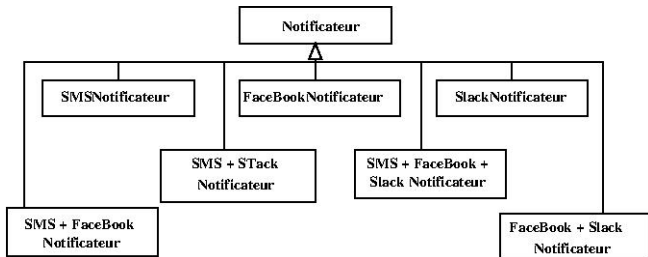 Notificateur
SMSNotificateur
FaceBookNotificateur
SlackNotificateur
SMS + STack
Notificateur
SMS + FaceBook +
Slack Notificateur
SMS + FaceBook
Notificateur
FaceBook + Slack
Notificateur